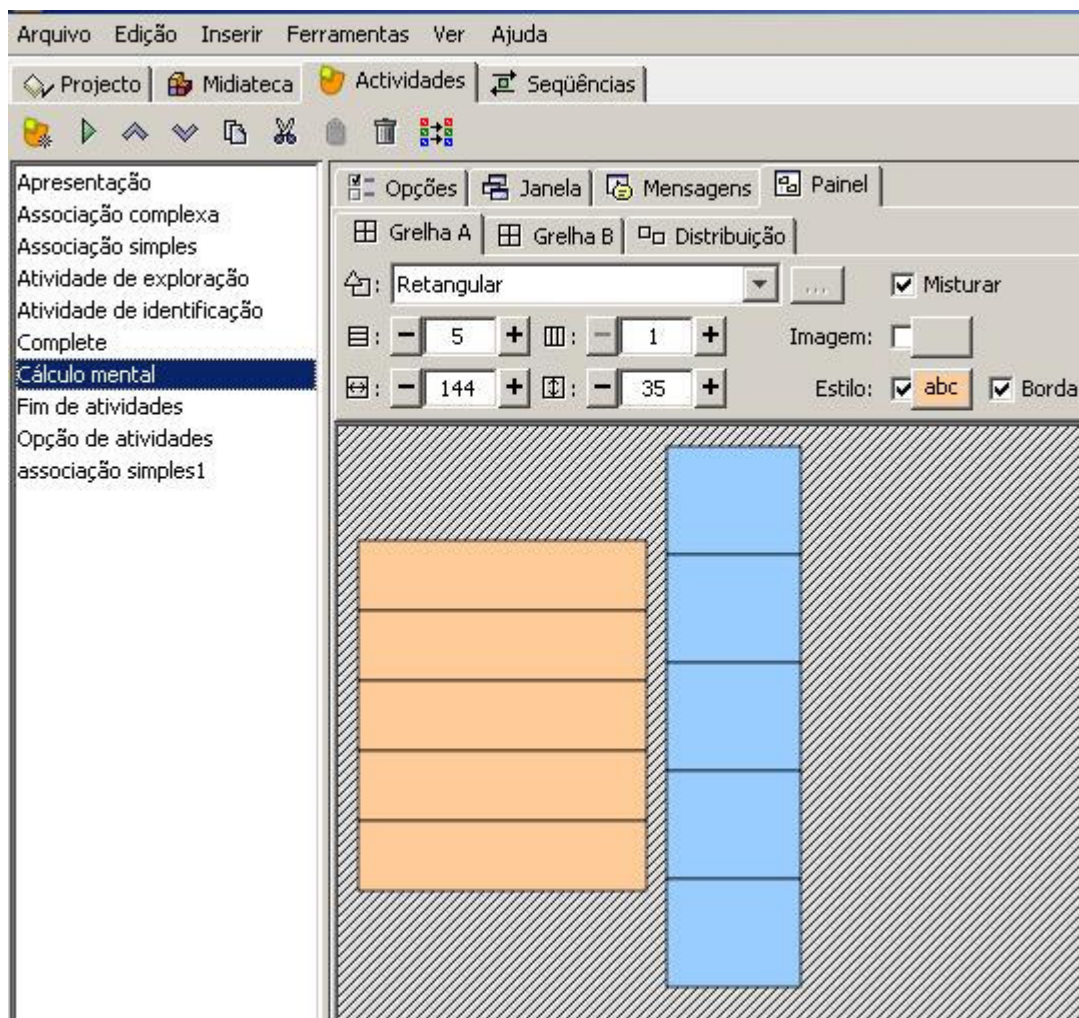 Arquivo Edição Inserir Ferramentas Ver Ajuda
Projecto Midiateca Actividades Seqüências
Apresentação
Associação complexa
Associação simples
Atividade de exploração
Atividade de identificação
Complete
Cálculo mental
Fim de atividades
Opção de atividades
associação simples1
Opções Janela Mensagens Painel
Grelha A Grelha B Distribuição
: Retangular ... Misturar
: - 5 + : - 1 + Imagem:
: - 144 + : - 35 + Estilo: abc Borda